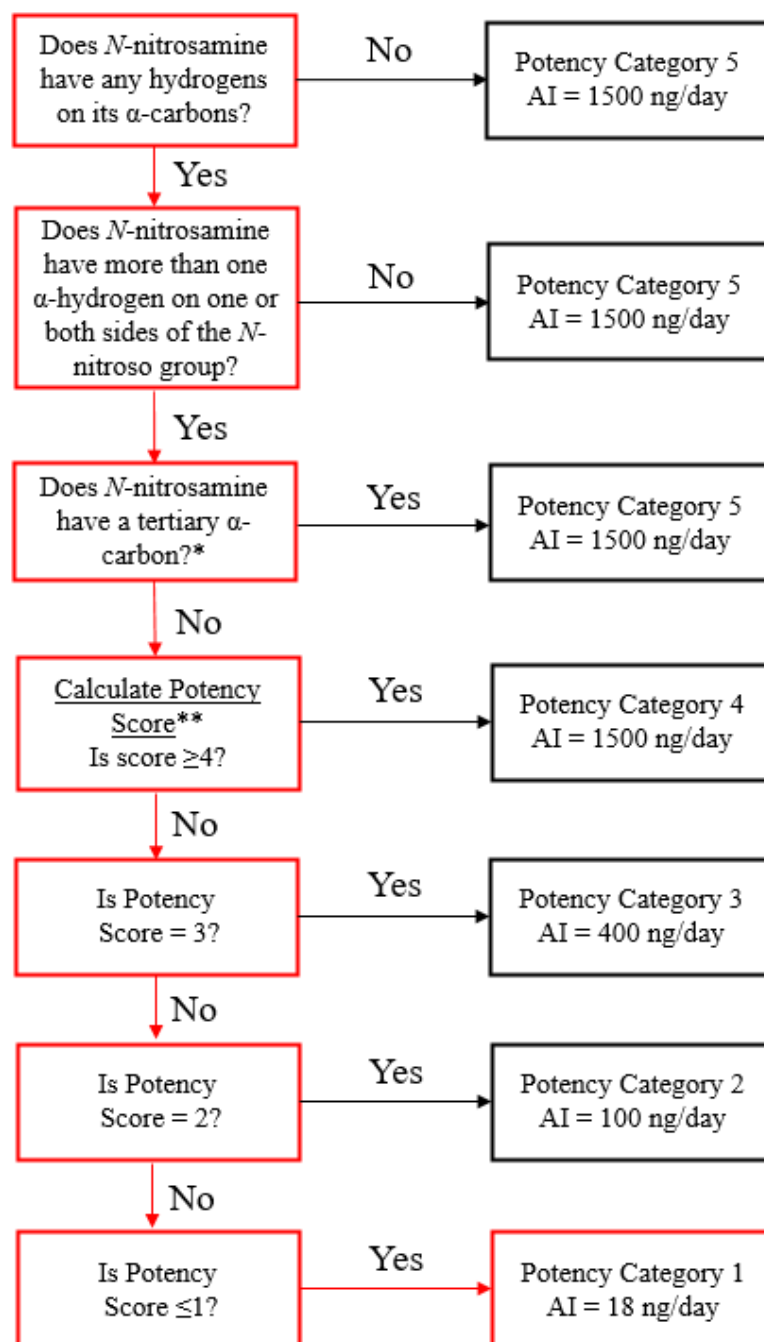 Does N-nitrosamine
have any hydrogens
on its α-carbons?
No
Potency Category 5
AI = 1500 ng/day
Yes
Does N-nitrosamine
have more than one
α-hydrogen on one or
both sides of the N-
nitroso group?
No
Potency Category 5
AI = 1500 ng/day
Yes
Does N-nitrosamine
have a tertiary α-
carbon?*
Yes
Potency Category 5
AI = 1500 ng/day
No
Calculate Potency
Score**
Is score ≥4?
Yes
Potency Category 4
AI = 1500 ng/day
No
Is Potency
Score = 3?
Yes
Potency Category 3
AI = 400 ng/day
No
Is Potency
Score = 2?
Yes
Potency Category 2
AI = 100 ng/day
No
Is Potency
Score ≤1?
Yes
Potency Category 1
AI = 18 ng/day